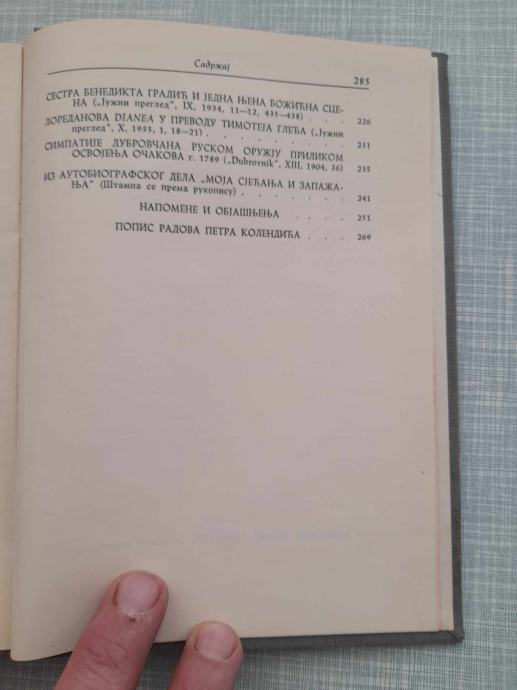 Садржај 285
СЕСТРА БЕНЕДИКТА ГРАДИЋ И ЈЕДНА ЊЕНА БОЖИЋНА СЦЕ-
НА („Јужни преглед", IX, 1934, 11—12, 435—438) . . . 226
ЛОРЕДАНОВА DIANEA У ПРЕВОДУ ТИМОТЕЈА ГЛЕЂА („Јужни
преглед", X, 1935, 1, 18—21) . . . . . . . . 231
СИМПАТИЈЕ ДУБРОВЧАНА РУСКОМ ОРУЖЈУ ПРИЛИКОМ
ОСВОЈЕЊА ОЧАКОВА г. 1789 („Dubrovnik", XIII, 1904, 36) 235
ИЗ АУТОБИОГРАФСКОГ ДЕЛА „МОЈА СЈЕЋАЊА И ЗАПАЖА-
ЊА" (Штампа се према рукопису) . . . . . . . 241
НАПОМЕНЕ И ОБЈАШЊЕЊА . . . . 251
ПОПИС РАДОВА ПЕТРА КОЛЕНДИЋА . . . 269